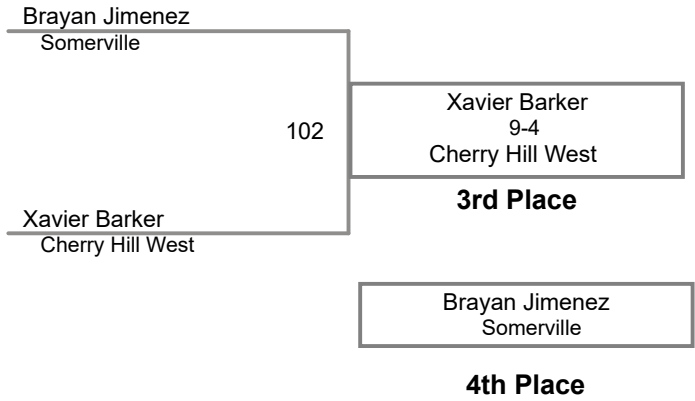 Brayan Jimenez
Somerville
102
Xavier Barker
9-4
Cherry Hill West
3rd Place
Xavier Barker
Cherry Hill West
Brayan Jimenez
Somerville
4th Place